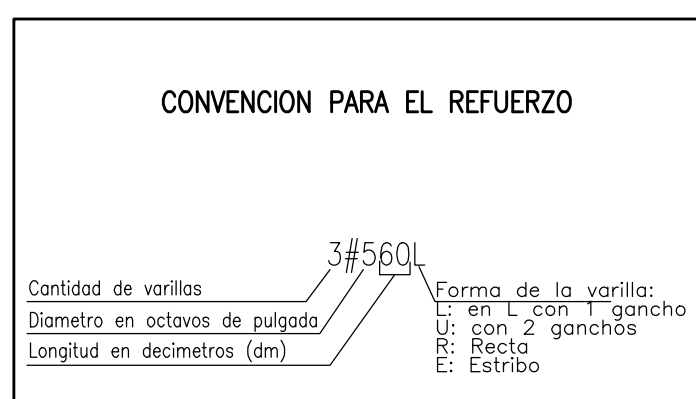 CONVENCION PARA EL REFUERZO
3#560L
Cantidad de varillas
Diametro en octavos de pulgada
Longitud en decimetros (dm)
Forma de la varilla:
L: en L con 1 gancho
U: con 2 ganchos
R: Recta
E: Estribo